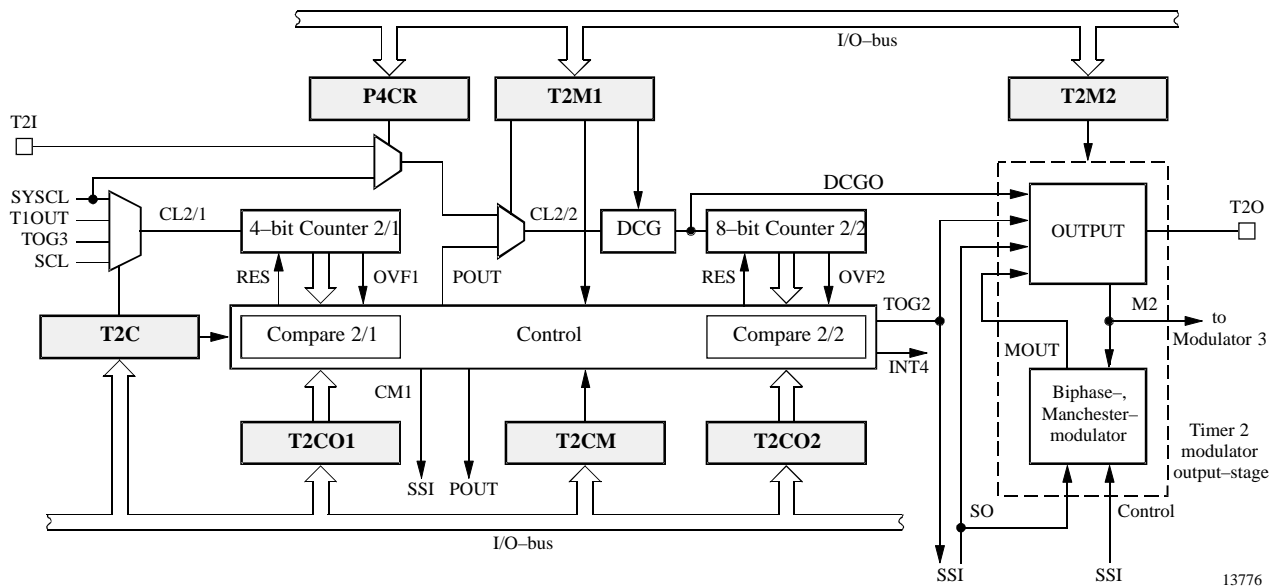 I/O–bus
P4CR
T2M1
T2M2
T2I
SYSCL
T1OUT
TOG3
SCL
CL2/1
4–bit Counter 2/1
CL2/2
DCG
8–bit Counter 2/2
DCGO
OUTPUT
T2O
RES
OVF1
POUT
RES
OVF2
TOG2
M2
to
Modulator 3
T2C
Compare 2/1
Control
Compare 2/2
INT4
MOUT
CM1
Biphase–,
Manchester–
modulator
T2CO1
T2CM
T2CO2
Timer 2
modulator
output–stage
SSI
POUT
SO
Control
I/O–bus
SSI
SSI
13776